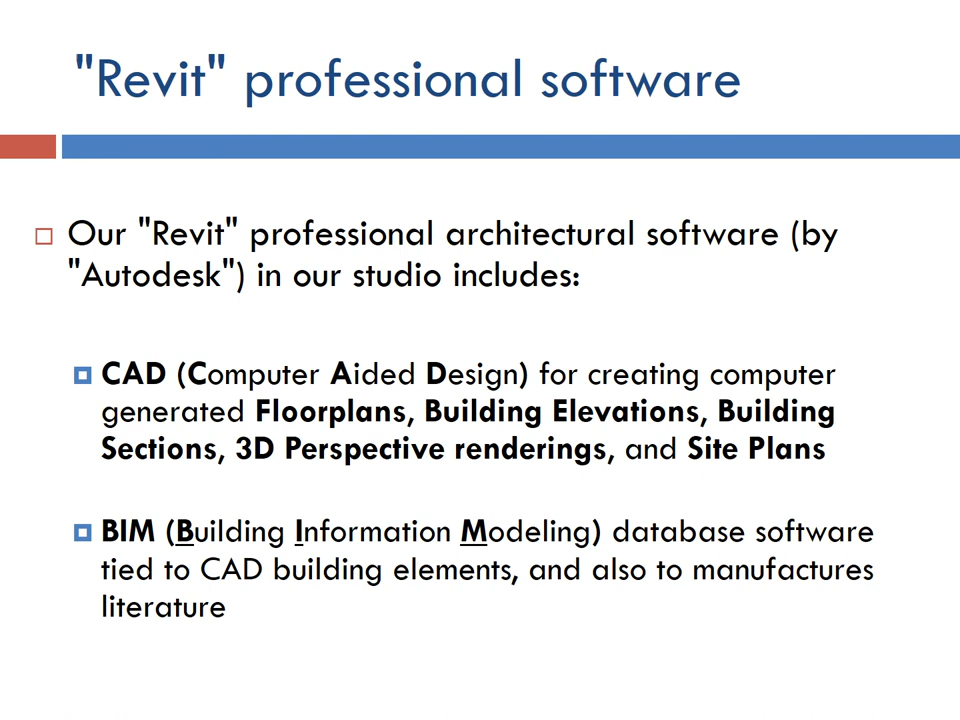 "Revit" professional software
Our "Revit" professional architectural software (by
"Autodesk") in our studio includes:
CAD (Computer Aided Design) for creating computer
generated Floorplans, Building Elevations, Building
Sections, 3D Perspective renderings, and Site Plans
BIM (Building Information Modeling) database software
tied to CAD building elements, and also to manufactures
literature